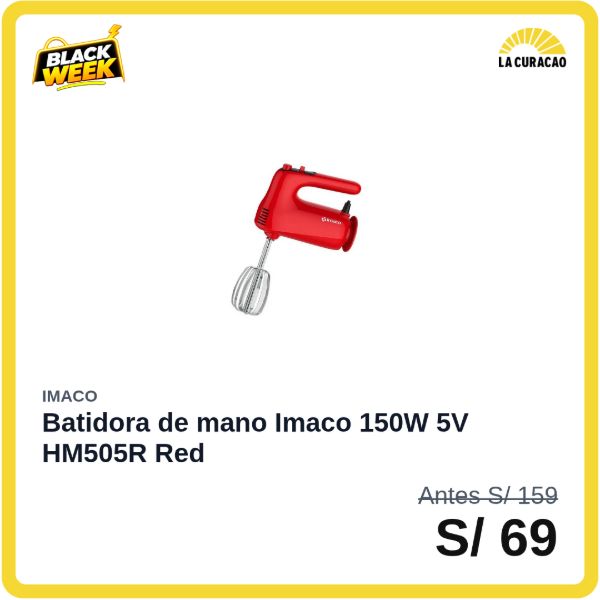 BLACK
WEEK
LA CURACAO
IMACO
Batidora de mano Imaco 150W 5V
HM505R Red
Antes S/ 159
S/ 69